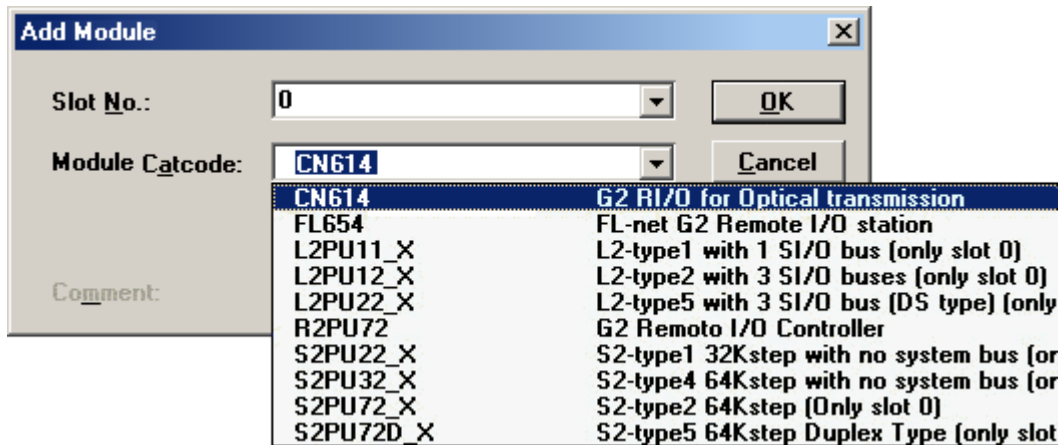 Add Module
Slot No.: 0 OK
Module Catcode: CN614 Cancel
CN614 G2 RI/O for Optical transmission
FL654 FL-net G2 Remote I/O station
L2PU11_X L2-type1 with 1 SI/O bus (only slot 0)
L2PU12_X L2-type2 with 3 SI/O buses (only slot 0)
L2PU22_X L2-type5 with 3 SI/O bus (DS type) (only
R2PU72 G2 Remoto I/O Controller
Comment:
S2PU22_X S2-type1 32Kstep with no system bus (or
S2PU32_X S2-type4 64Kstep with no system bus (or
S2PU72_X S2-type2 64Kstep (Only slot 0)
S2PU72D_X S2-type5 64Kstep Duplex Type (only slot